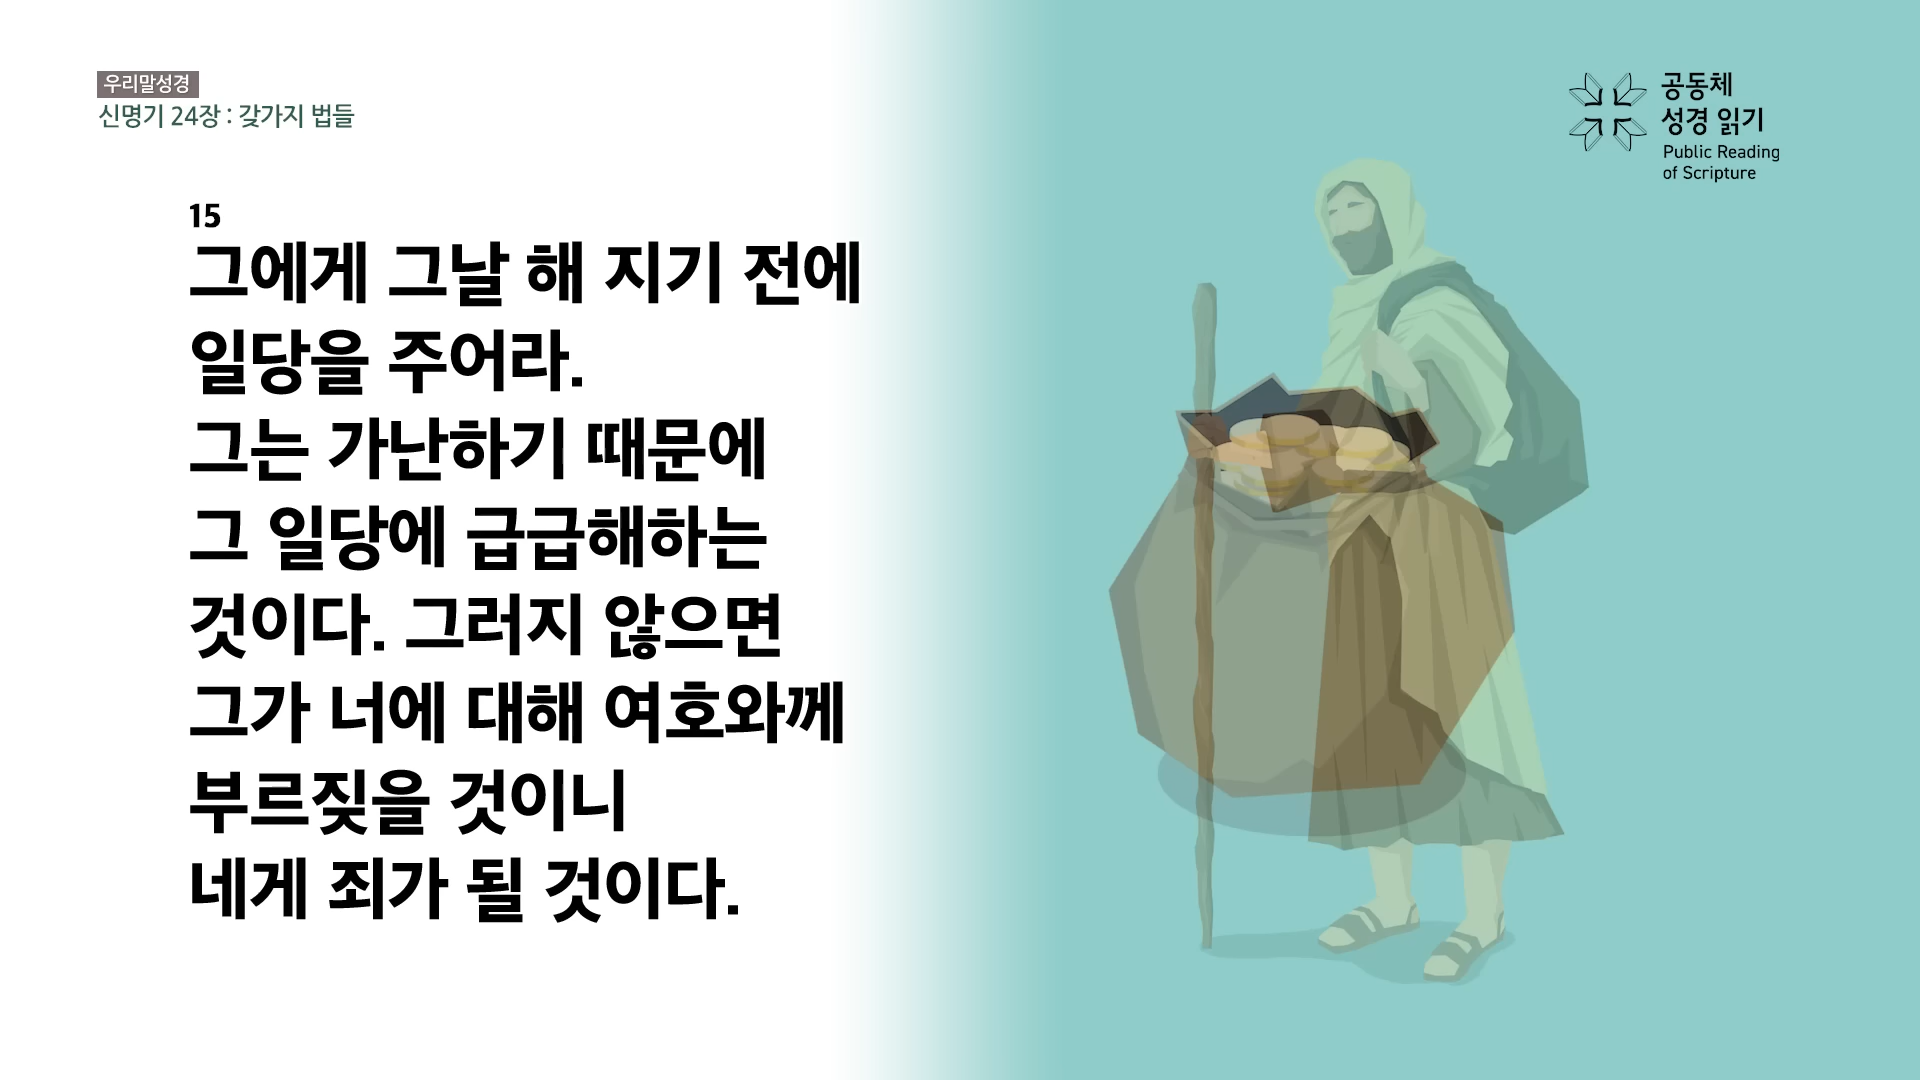 우리말성경
신명기 24장 : 갖가지 법들
공동체
성경 읽기
Public Reading
of Scripture
15
그에게 그날 해 지기 전에
일당을 주어라.
그는 가난하기 때문에
그 일당에 급급해하는
것이다. 그러지 않으면
그가 너에 대해 여호와께
부르짖을 것이니
네게 죄가 될 것이다.